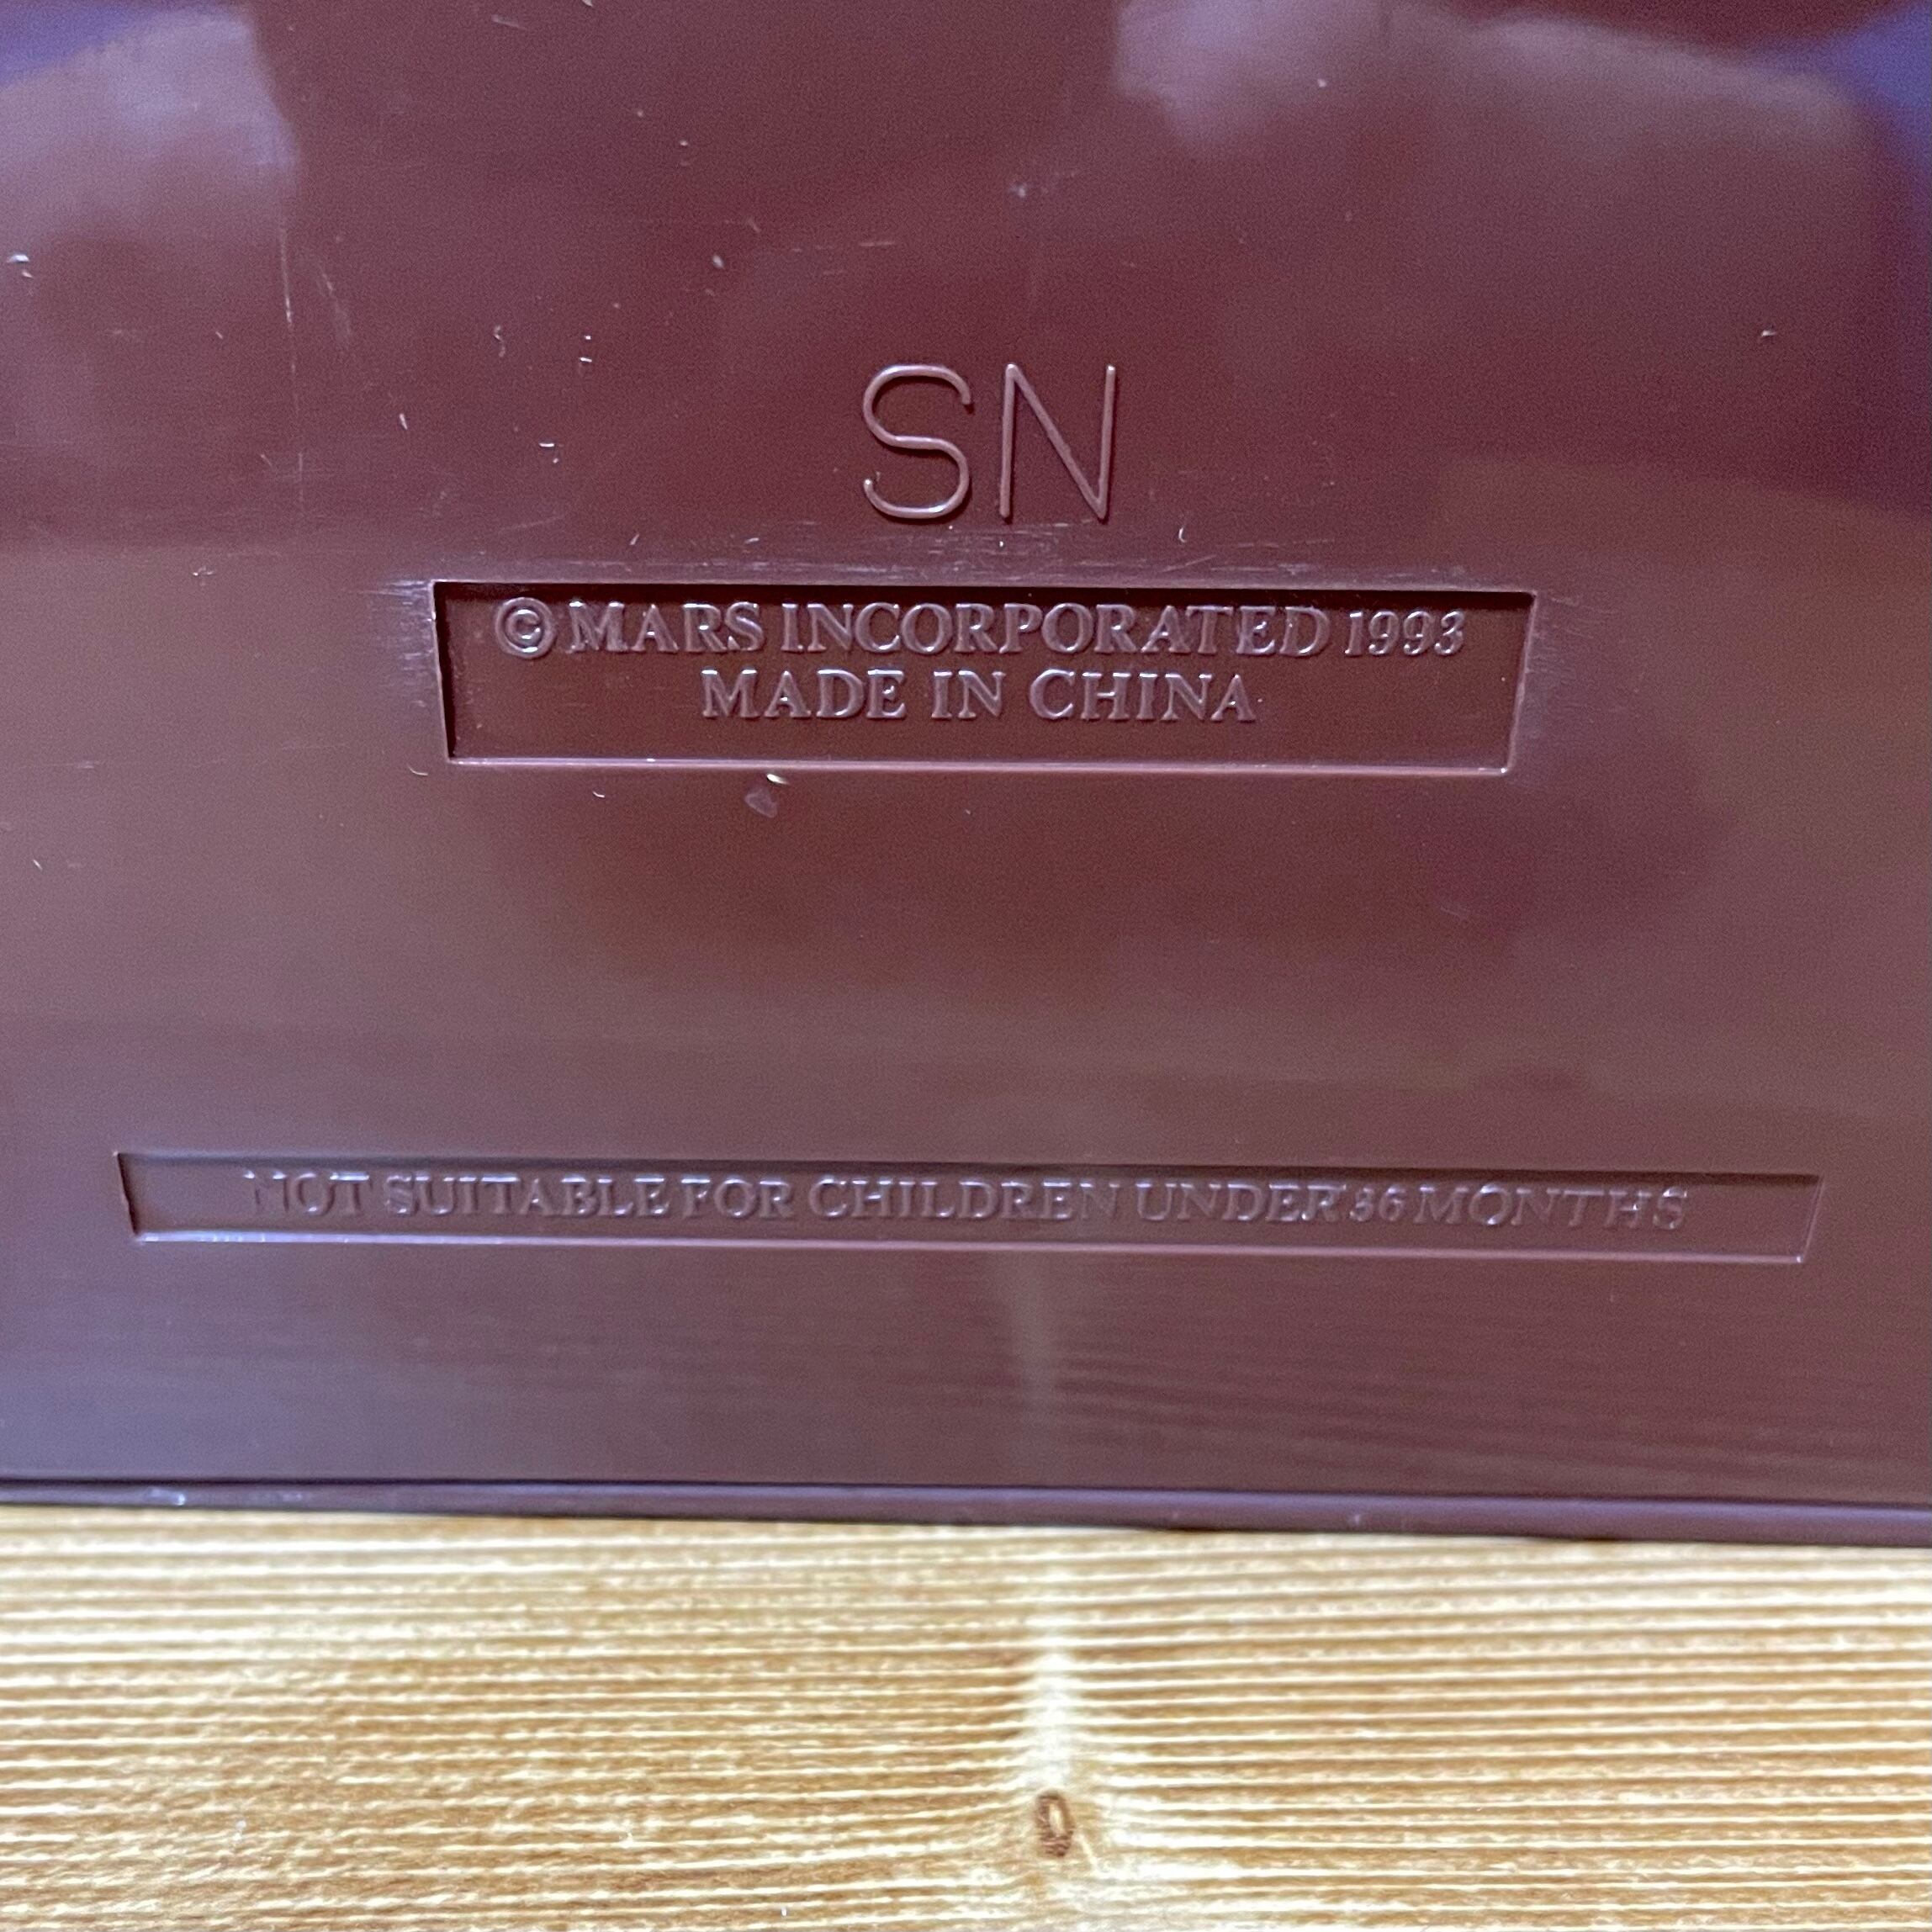 SN
© MARS INCORPORATED 1993
MADE IN CHINA
NOT SUITABLE FOR CHILDREN UNDER 36 MONTHS